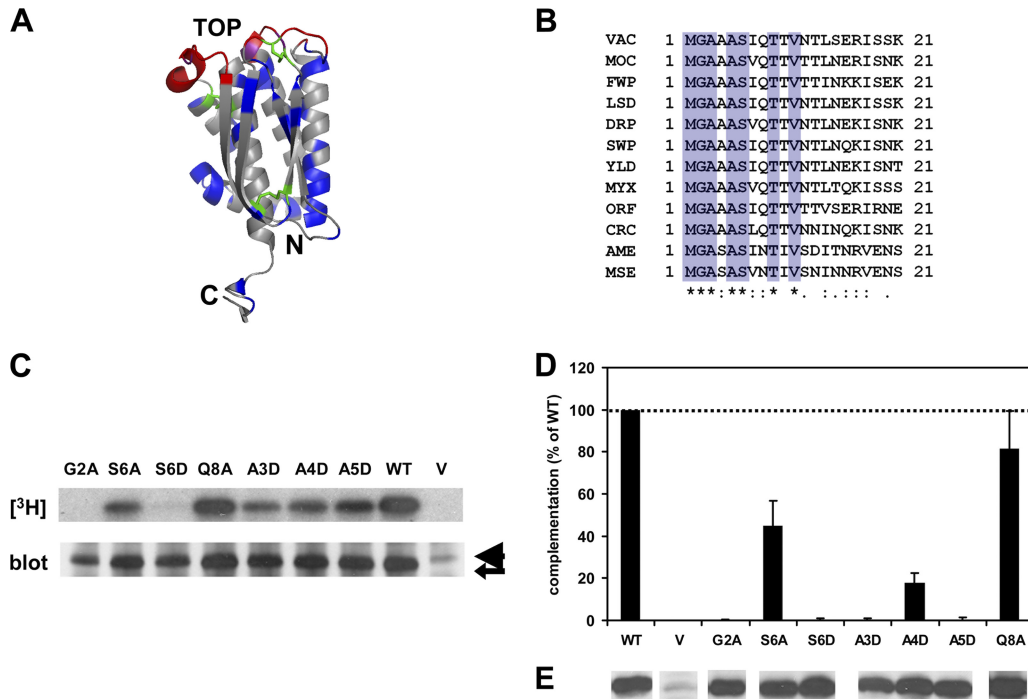 A
TOP
N
C
B
VAC 1 MGAAASIQTTVNTLSERISSK 21
MOC 1 MGAAASVQTTVTTLNERISNK 21
FWP 1 MGAAASIQTTVTTINKKISEK 21
LSD 1 MGAAASIQTTVNTLNEKISSK 21
DRP 1 MGAAASVQTTVNTLNEKISNK 21
SWP 1 MGAAASIQTTVNTLNQKISNK 21
YLD 1 MGAAASIQTTVNTLNEKISNT 21
MYX 1 MGAAASVQTTVNTLTQKISSS 21
ORF 1 MGAAASIQTTVTTVSERIRNE 21
CRC 1 MGAAASLQTTVNNINQKISNK 21
AME 1 MGASASINTIVSDITNRVENS 21
MSE 1 MGASASVNTIVSNINNRVENS 21
***:**::* *. :.::: .
C
G2A S6A S6D Q8A A3D A4D A5D WT V
[³H]
blot
D
complementation (% of WT)
120
100
80
60
40
20
0
WT V G2A S6A S6D A3D A4D A5D Q8A
E